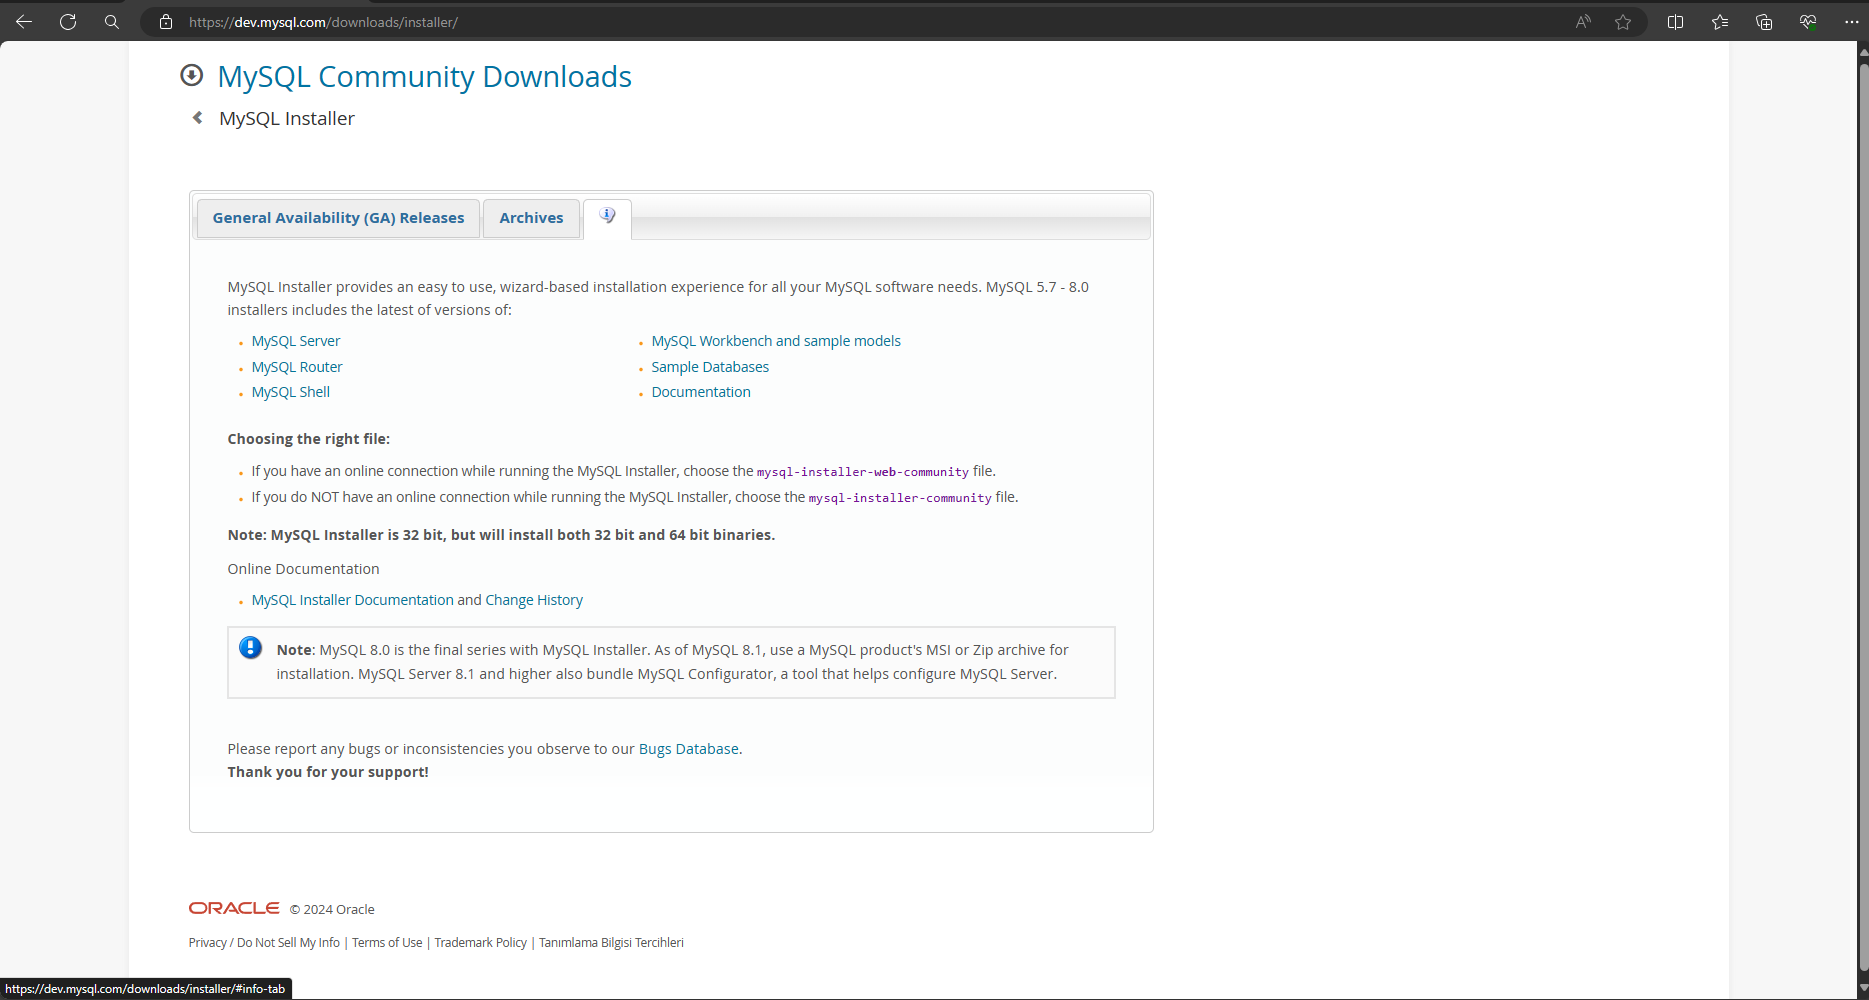 https://dev.mysql.com/downloads/installer/
MySQL Community Downloads
MySQL Installer
General Availability (GA) Releases
Archives
MySQL Installer provides an easy to use, wizard-based installation experience for all your MySQL software needs. MySQL 5.7 - 8.0
installers includes the latest of versions of:
MySQL Server
MySQL Router
MySQL Shell
MySQL Workbench and sample models
Sample Databases
Documentation
Choosing the right file:
If you have an online connection while running the MySQL Installer, choose the mysql-installer-web-community file.
If you do NOT have an online connection while running the MySQL Installer, choose the mysql-installer-community file.
Note: MySQL Installer is 32 bit, but will install both 32 bit and 64 bit binaries.
Online Documentation
MySQL Installer Documentation and Change History
Note: MySQL 8.0 is the final series with MySQL Installer. As of MySQL 8.1, use a MySQL product's MSI or Zip archive for
installation. MySQL Server 8.1 and higher also bundle MySQL Configurator, a tool that helps configure MySQL Server.
Please report any bugs or inconsistencies you observe to our Bugs Database.
Thank you for your support!
ORACLE © 2024 Oracle
Privacy / Do Not Sell My Info | Terms of Use | Trademark Policy | Tanımlama Bilgisi Tercihleri
https://dev.mysql.com/downloads/installer/#info-tab